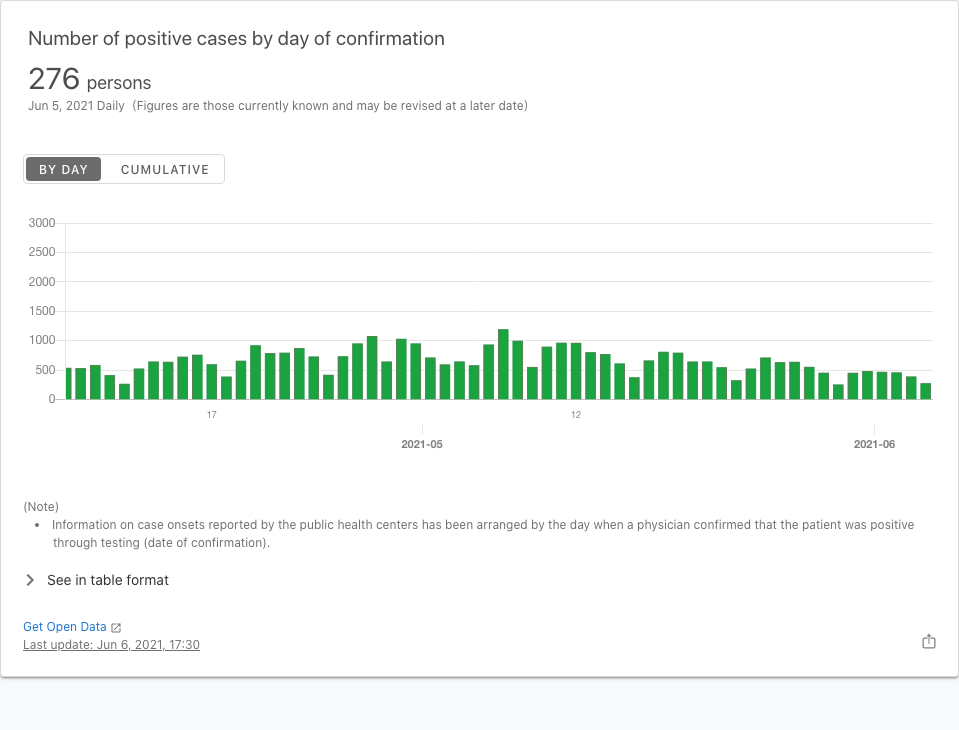 Number of positive cases by day of confirmation
276 persons
Jun 5, 2021 Daily (Figures are those currently known and may be revised at a later date)
BY DAY CUMULATIVE
3000
2500
2000
1500
1000
500
0
17 12
2021-05 2021-06
(Note)
• Information on case onsets reported by the public health centers has been arranged by the day when a physician confirmed that the patient was positive
through testing (date of confirmation).
See in table format
Get Open Data
Last update: Jun 6, 2021, 17:30